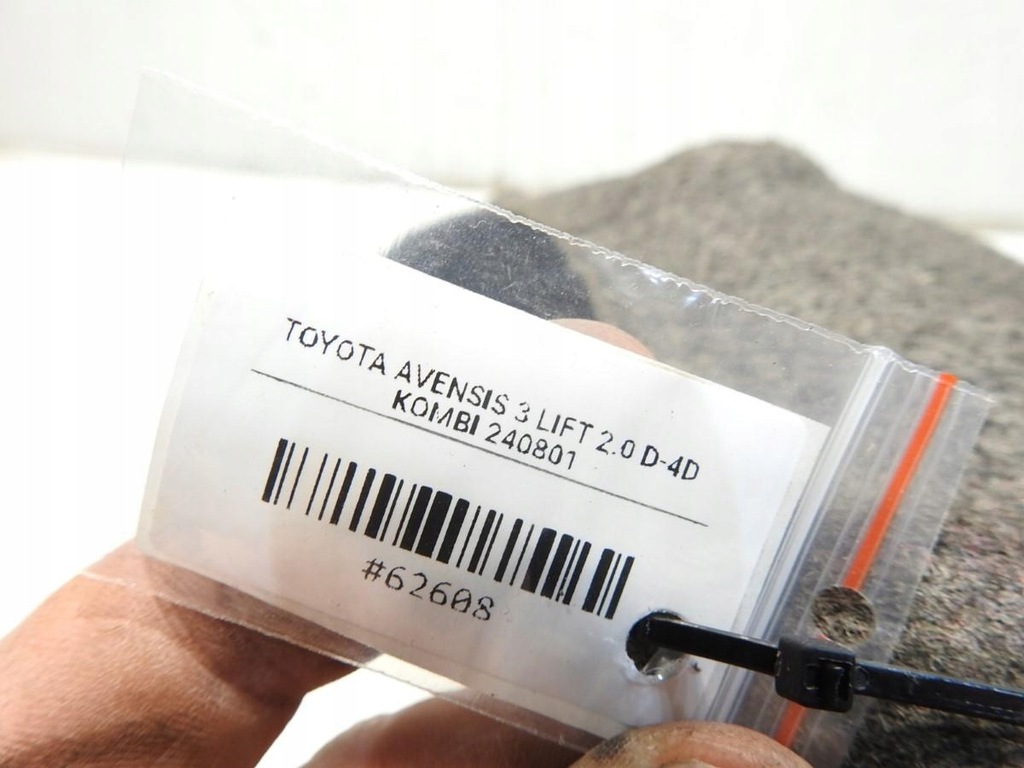 TOYOTA AVENSIS 3 LIFT 2.0 D-4D
KOMBI 240801
#62608